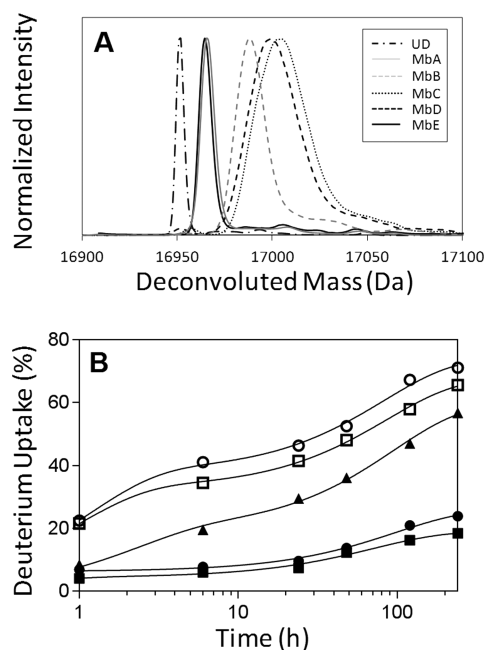 A
UD
MbA
MbB
MbC
MbD
MbE
Normalized Intensity
16900 16950 17000 17050 17100
Deconvoluted Mass (Da)
B
80
60
40
20
0
Deuterium Uptake (%)
1 10 100
Time (h)